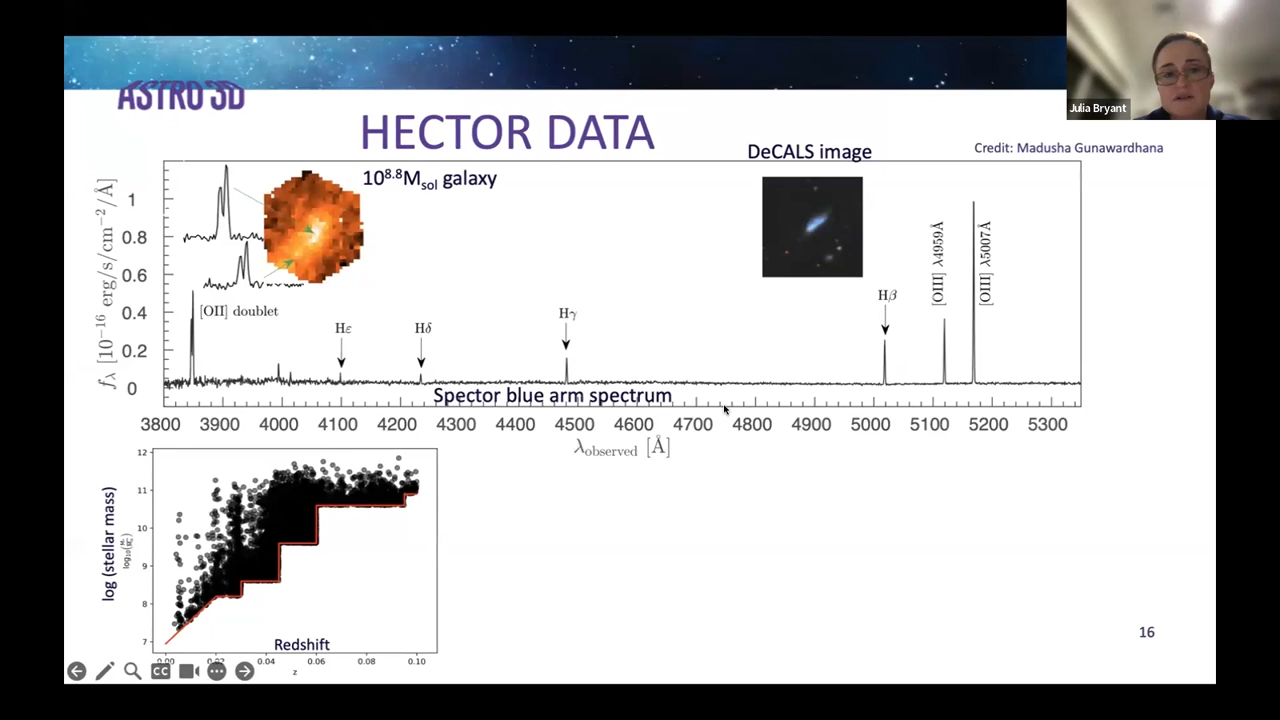 Julia Bryant
ASTRO 3D
HECTOR DATA
DeCALS image
Credit: Madusha Gunawardhana
10^8.8 M_sol galaxy
f_λ [10^−16 erg/s/cm^−2/Å]
1
0.8
0.6
0.4
0.2
0
[OII] doublet
Hε
Hδ
Hγ
Hβ
[OIII] λ4959Å
[OIII] λ5007Å
Spector blue arm spectrum
3800 3900 4000 4100 4200 4300 4400 4500 4600 4700 4800 4900 5000 5100 5200 5300
λ_observed [Å]
log (stellar mass)
12
11
10
9
8
7
Redshift
0.00 0.02 0.04 0.06 0.08 0.10
z
CC
16